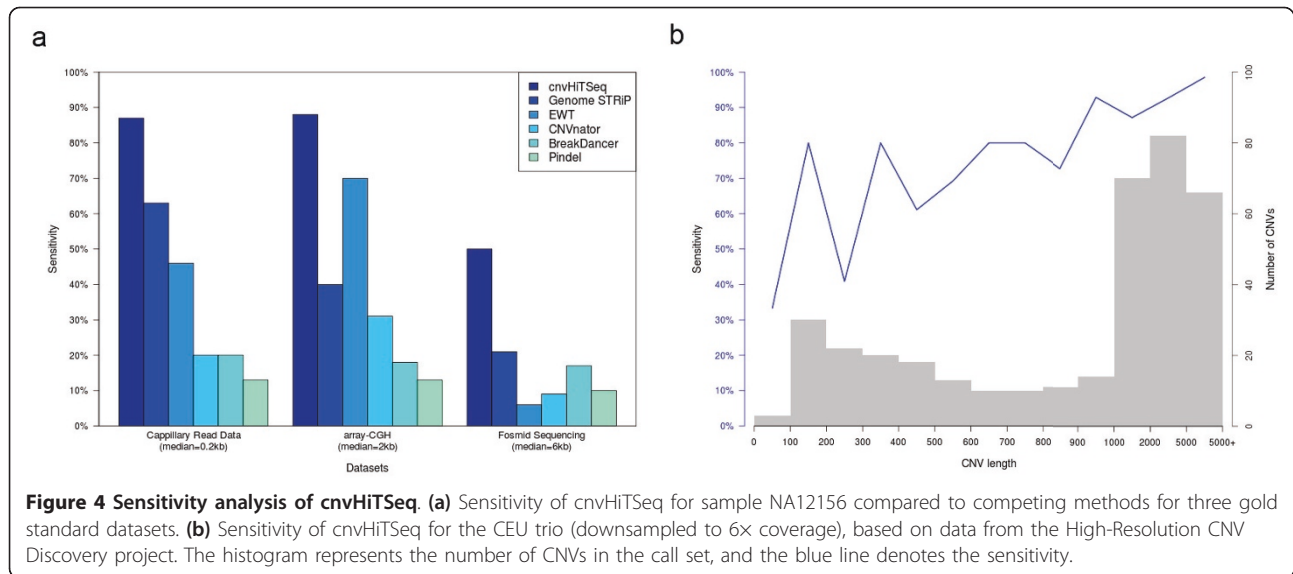 a
100%
90%
80%
70%
60%
50%
40%
30%
20%
10%
0%
Sensitivity
cnvHiTSeq
Genome STRiP
EWT
CNVnator
BreakDancer
Pindel
Cappillary Read Data
(median=0.2kb)
array-CGH
(median=2kb)
Fosmid Sequencing
(median=6kb)
Datasets
b
100%
90%
80%
70%
60%
50%
40%
30%
20%
10%
0%
Sensitivity
100
80
60
40
20
0
Number of CNVs
0 100 200 300 400 500 600 700 800 900 1000 2000 5000 5000+
CNV length
Figure 4 Sensitivity analysis of cnvHiTSeq. (a) Sensitivity of cnvHiTSeq for sample NA12156 compared to competing methods for three gold
standard datasets. (b) Sensitivity of cnvHiTSeq for the CEU trio (downsampled to 6× coverage), based on data from the High-Resolution CNV
Discovery project. The histogram represents the number of CNVs in the call set, and the blue line denotes the sensitivity.